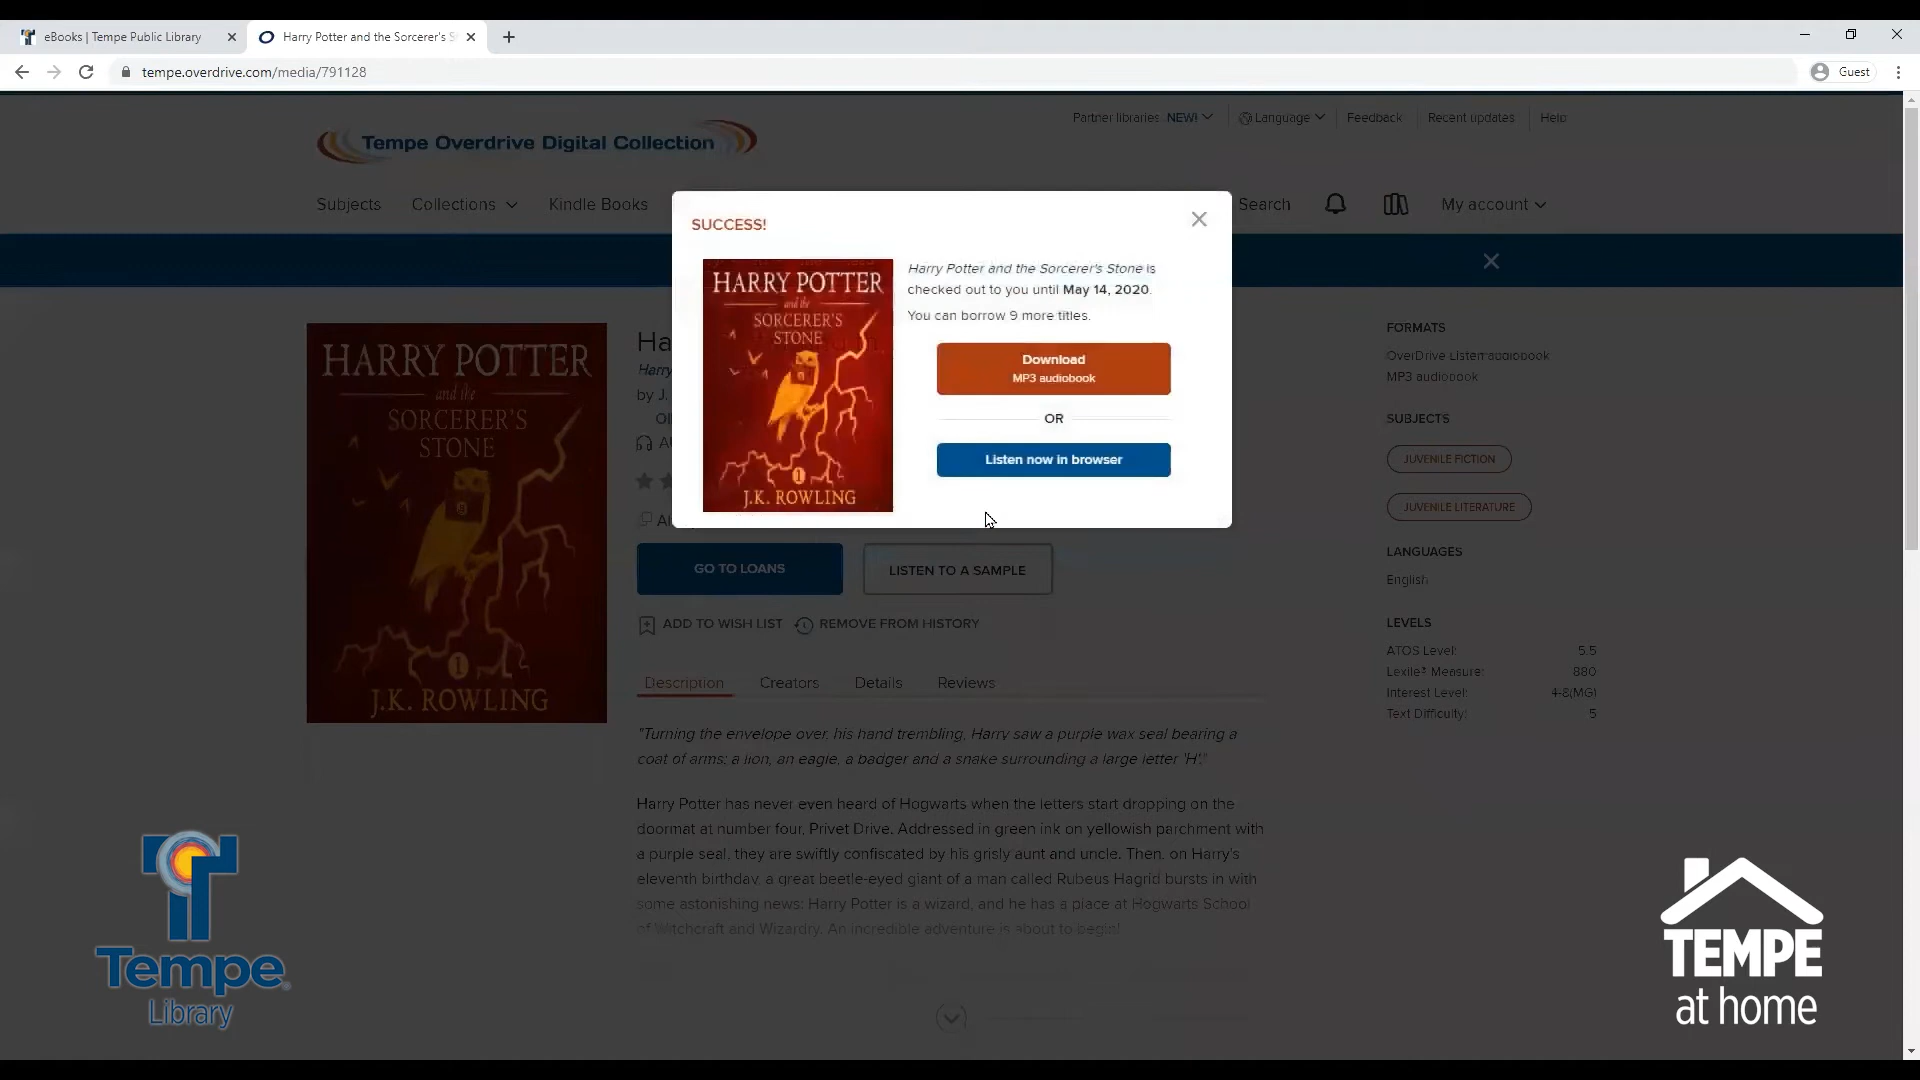 eBooks | Tempe Public Library
Harry Potter and the Sorcerer's S
tempe.overdrive.com/media/791128
Guest
Partner libraries NEW! Language Feedback Recent updates Help
Tempe Overdrive Digital Collection
Subjects Collections Kindle Books Search My account
SUCCESS!
HARRY POTTER
and the
SORCERER'S
STONE
1
J.K. ROWLING
Harry Potter and the Sorcerer's Stone is
checked out to you until May 14, 2020.
You can borrow 9 more titles.
Download
MP3 audiobook
OR
Listen now in browser
HARRY POTTER
and the
SORCERER'S
STONE
1
J.K. ROWLING
Ha
Harry
by J.
GO TO LOANS
LISTEN TO A SAMPLE
ADD TO WISH LIST REMOVE FROM HISTORY
Description Creators Details Reviews
"Turning the envelope over, his hand trembling, Harry saw a purple wax seal bearing a
coat of arms; a lion, an eagle, a badger and a snake surrounding a large letter 'H'."
Harry Potter has never even heard of Hogwarts when the letters start dropping on the
doormat at number four, Privet Drive. Addressed in green ink on yellowish parchment with
a purple seal, they are swiftly confiscated by his grisly aunt and uncle. Then, on Harry's
eleventh birthday, a great beetle-eyed giant of a man called Rubeus Hagrid bursts in with
some astonishing news: Harry Potter is a wizard, and he has a place at Hogwarts School
of Witchcraft and Wizardry. An incredible adventure is about to begin!
FORMATS
OverDrive Listen audiobook
MP3 audiobook
SUBJECTS
JUVENILE FICTION
JUVENILE LITERATURE
LANGUAGES
English
LEVELS
ATOS Level: 5.5
Lexile® Measure: 880
Interest Level: 4-8(MG)
Text Difficulty: 5
Tempe
Library
TEMPE
at home